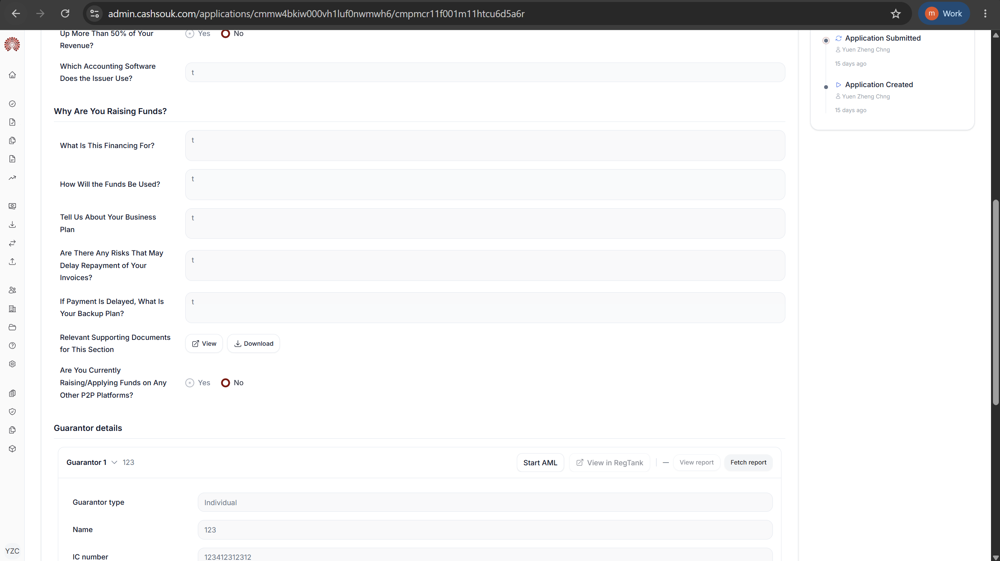 admin.cashsouk.com/applications/cmmw4bkiw000vh1luf0nwmwh6/cmpmcr11f001m11htcu6d5a6r
m Work
Up More Than 50% of Your
Revenue?
Yes No
Which Accounting Software
Does the Issuer Use?
t
Why Are You Raising Funds?
What Is This Financing For?
t
How Will the Funds Be Used?
t
Tell Us About Your Business
Plan
t
Are There Any Risks That May
Delay Repayment of Your
Invoices?
t
If Payment Is Delayed, What Is
Your Backup Plan?
t
Relevant Supporting Documents
for This Section
View Download
Are You Currently
Raising/Applying Funds on Any
Other P2P Platforms?
Yes No
Guarantor details
Guarantor 1 123
Start AML View in RegTank — View report Fetch report
Guarantor type
Individual
Name
123
IC number
123412312312
Application Submitted
Yuen Zheng Chng
15 days ago
Application Created
Yuen Zheng Chng
15 days ago
YZC